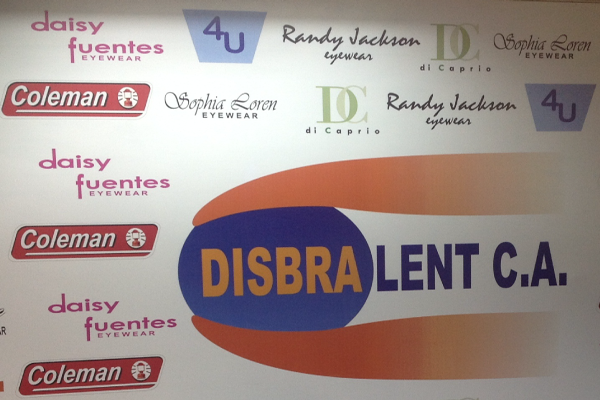 daisy
fuentes
EYEWEAR
4U
Randy Jackson
eyewear
DC
di Caprio
Sophia Loren
EYEWEAR
Coleman
Sophia Loren
EYEWEAR
DC
di Caprio
Randy Jackson
eyewear
4U
daisy
fuentes
EYEWEAR
Coleman
DISBRALENT C.A.
daisy
fuentes
EYEWEAR
Coleman